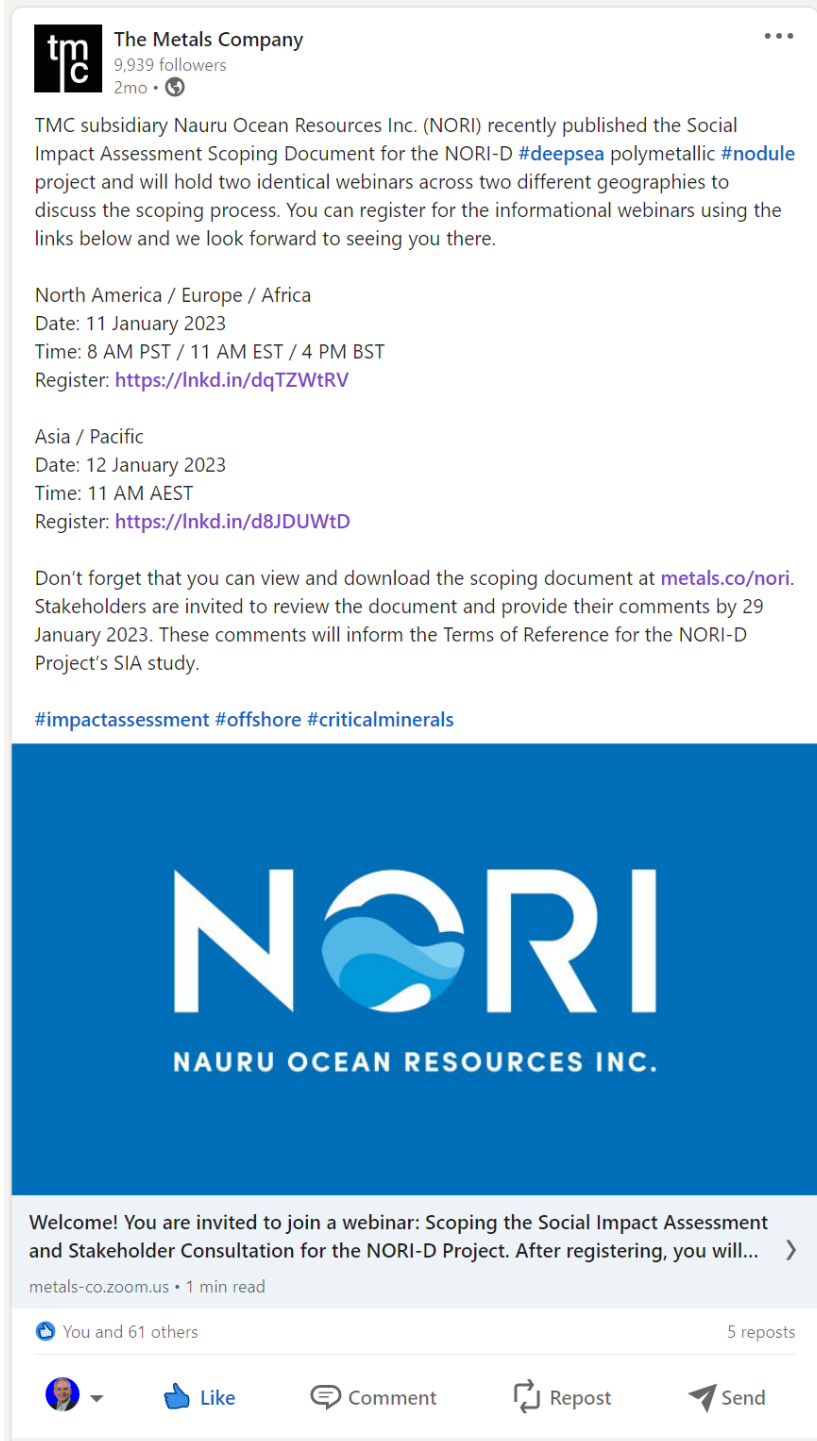 tmc
The Metals Company
9,939 followers
2mo •
TMC subsidiary Nauru Ocean Resources Inc. (NORI) recently published the Social
Impact Assessment Scoping Document for the NORI-D #deepsea polymetallic #nodule
project and will hold two identical webinars across two different geographies to
discuss the scoping process. You can register for the informational webinars using the
links below and we look forward to seeing you there.
North America / Europe / Africa
Date: 11 January 2023
Time: 8 AM PST / 11 AM EST / 4 PM BST
Register: https://lnkd.in/dqTZWtRV
Asia / Pacific
Date: 12 January 2023
Time: 11 AM AEST
Register: https://lnkd.in/d8JDUWtD
Don’t forget that you can view and download the scoping document at metals.co/nori.
Stakeholders are invited to review the document and provide their comments by 29
January 2023. These comments will inform the Terms of Reference for the NORI-D
Project’s SIA study.
#impactassessment #offshore #criticalminerals
NORI
NAURU OCEAN RESOURCES INC.
Welcome! You are invited to join a webinar: Scoping the Social Impact Assessment
and Stakeholder Consultation for the NORI-D Project. After registering, you will...
metals-co.zoom.us • 1 min read
You and 61 others 5 reposts
Like Comment Repost Send